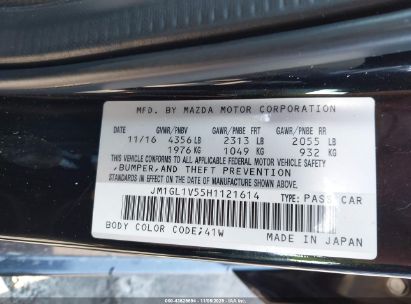 MFD. BY MAZDA MOTOR CORPORATION
GVWR/PNBV GAWR/PNBE FRT GAWR/PNBE RR
11/16 4356 LB 2313 LB 2055 LB
1976 KG 1049 KG 932 KG
THIS VEHICLE CONFORMS TO ALL APPLICABLE FEDERAL MOTOR VEHICLE SAFETY
,BUMPER,AND THEFT PREVENTION
STANDARDS IN EFFECT ON THE DATE OF MANUFACTURE SHOWN ABOVE.
JM1GL1V55H1121614 TYPE: PASS CAR
BODY COLOR CODE;41W
MADE IN JAPAN